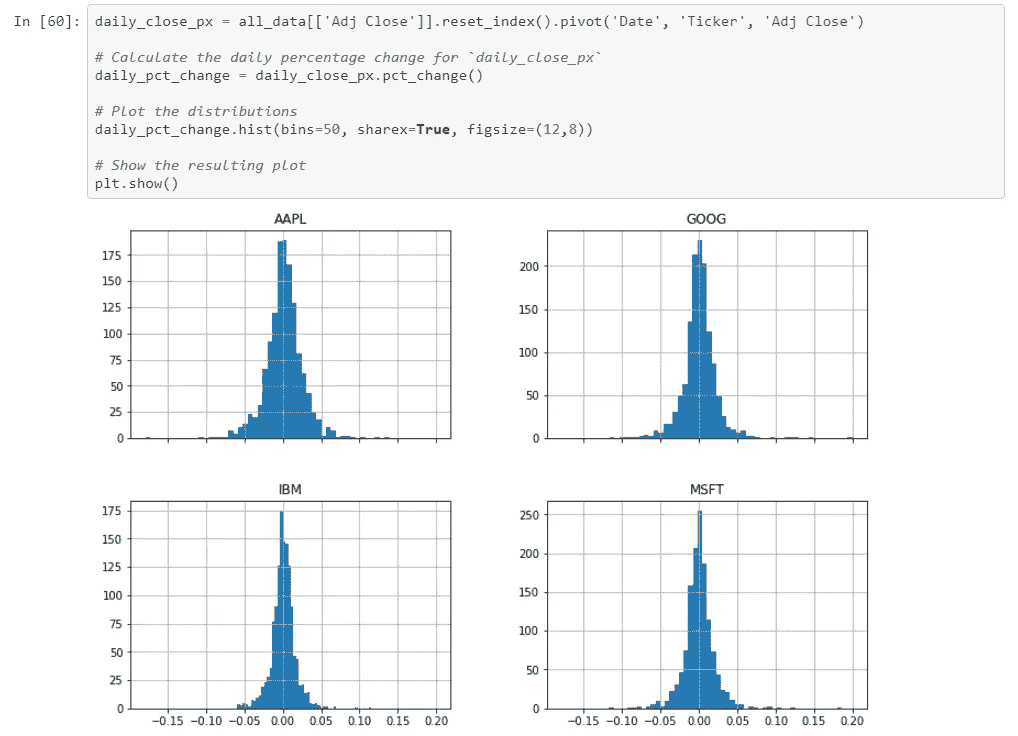 In [60]: daily_close_px = all_data[['Adj Close']].reset_index().pivot('Date', 'Ticker', 'Adj Close')
# Calculate the daily percentage change for `daily_close_px`
daily_pct_change = daily_close_px.pct_change()
# Plot the distributions
daily_pct_change.hist(bins=50, sharex=True, figsize=(12,8))
# Show the resulting plot
plt.show()
AAPL
175
150
125
100
75
50
25
0
GOOG
200
150
100
50
0
IBM
175
150
125
100
75
50
25
0
−0.15 −0.10 −0.05 0.00 0.05 0.10 0.15 0.20
MSFT
250
200
150
100
50
0
−0.15 −0.10 −0.05 0.00 0.05 0.10 0.15 0.20